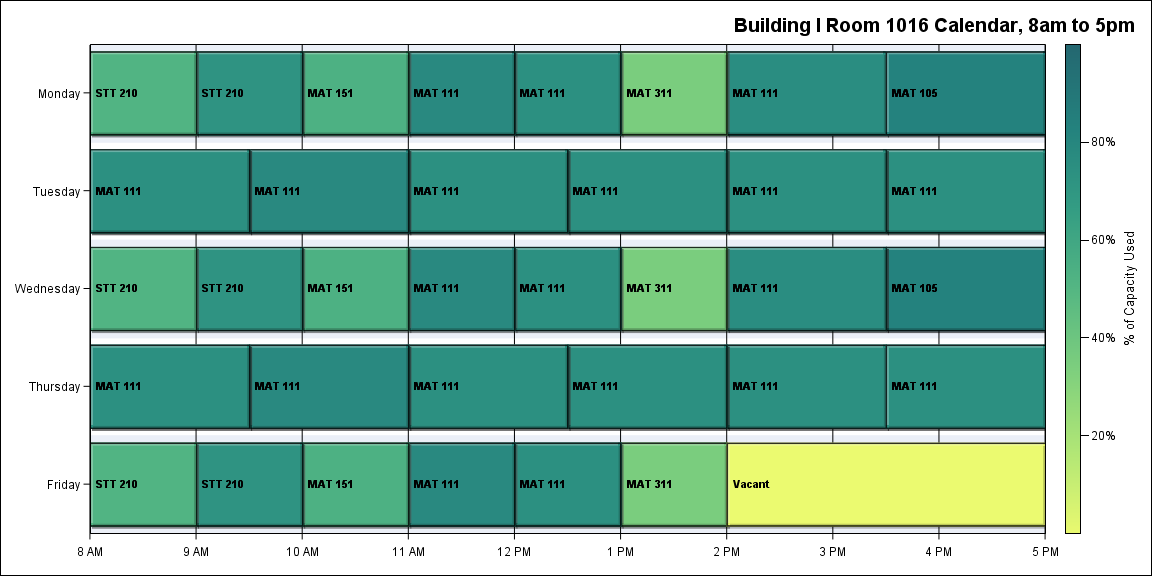 Building I Room 1016 Calendar, 8am to 5pm
Monday
STT 210
STT 210
MAT 151
MAT 111
MAT 111
MAT 311
MAT 111
MAT 105
Tuesday
MAT 111
MAT 111
MAT 111
MAT 111
MAT 111
MAT 111
Wednesday
STT 210
STT 210
MAT 151
MAT 111
MAT 111
MAT 311
MAT 111
MAT 105
Thursday
MAT 111
MAT 111
MAT 111
MAT 111
MAT 111
MAT 111
Friday
STT 210
STT 210
MAT 151
MAT 111
MAT 111
MAT 311
Vacant
8 AM
9 AM
10 AM
11 AM
12 PM
1 PM
2 PM
3 PM
4 PM
5 PM
80%
60%
40%
20%
% of Capacity Used